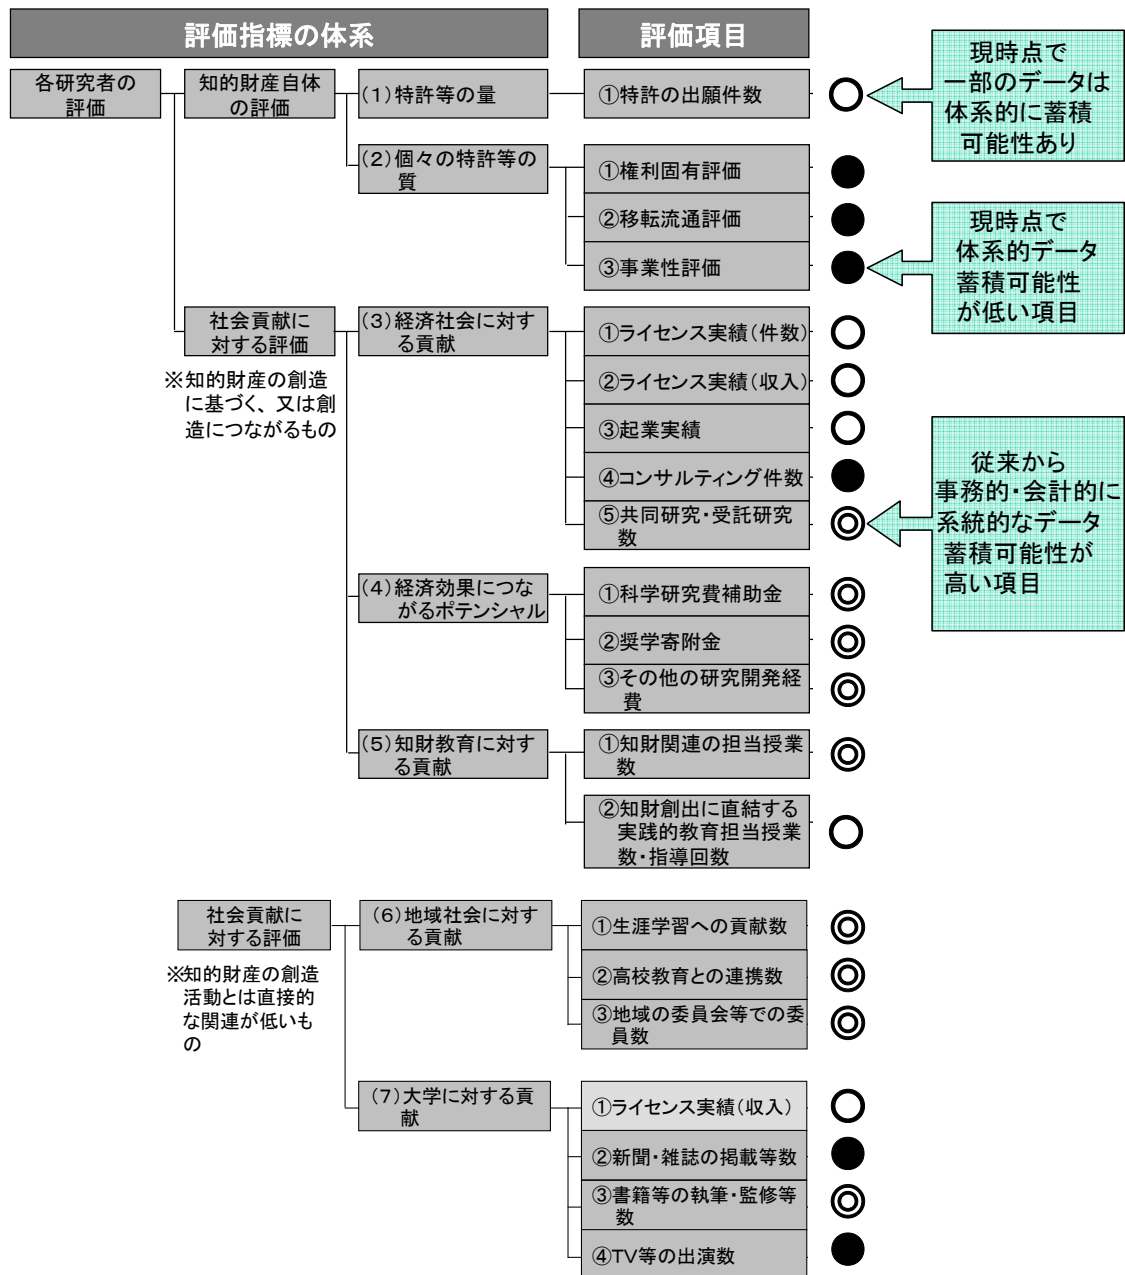 評価指標の体系
評価項目
各研究者の
評価
知的財産自体
の評価
(1)特許等の量
①特許の出願件数
○
現時点で
一部のデータは
体系的に蓄積
可能性あり
(2)個々の特許等の
質
①権利固有評価
●
②移転流通評価
●
③事業性評価
●
現時点で
体系的データ
蓄積可能性
が低い項目
社会貢献に
対する評価
※知的財産の創造
に基づく、又は創
造につながるもの
(3)経済社会に対す
る貢献
①ライセンス実績(件数)
○
②ライセンス実績(収入)
○
③起業実績
○
④コンサルティング件数
●
⑤共同研究・受託研究
数
◎
従来から
事務的・会計的に
系統的なデータ
蓄積可能性が
高い項目
(4)経済効果につな
がるポテンシャル
①科学研究費補助金
◎
②奨学寄附金
◎
③その他の研究開発経
費
◎
(5)知財教育に対す
る貢献
①知財関連の担当授業
数
◎
②知財創出に直結する
実践的教育担当授業
数・指導回数
○
社会貢献に
対する評価
※知的財産の創造
活動とは直接的
な関連が低いも
の
(6)地域社会に対す
る貢献
①生涯学習への貢献数
◎
②高校教育との連携数
◎
③地域の委員会等での委
員数
◎
(7)大学に対する貢
献
①ライセンス実績(収入)
○
②新聞・雑誌の掲載等数
●
③書籍等の執筆・監修等
数
◎
④TV等の出演数
●